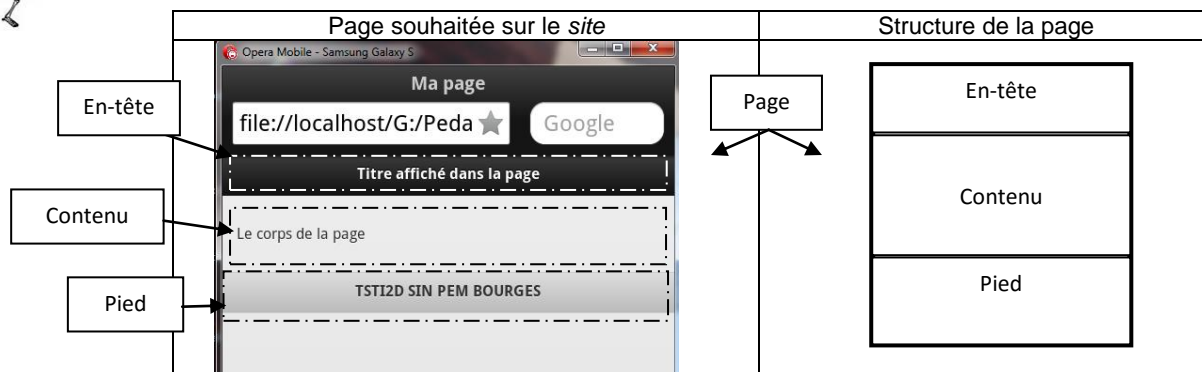 Page souhaitée sur le site
Structure de la page
Opera Mobile - Samsung Galaxy S
Ma page
file://localhost/G:/Peda
Google
Titre affiché dans la page
Le corps de la page
TSTI2D SIN PEM BOURGES
En-tête
Contenu
Pied
Page
En-tête
Contenu
Pied